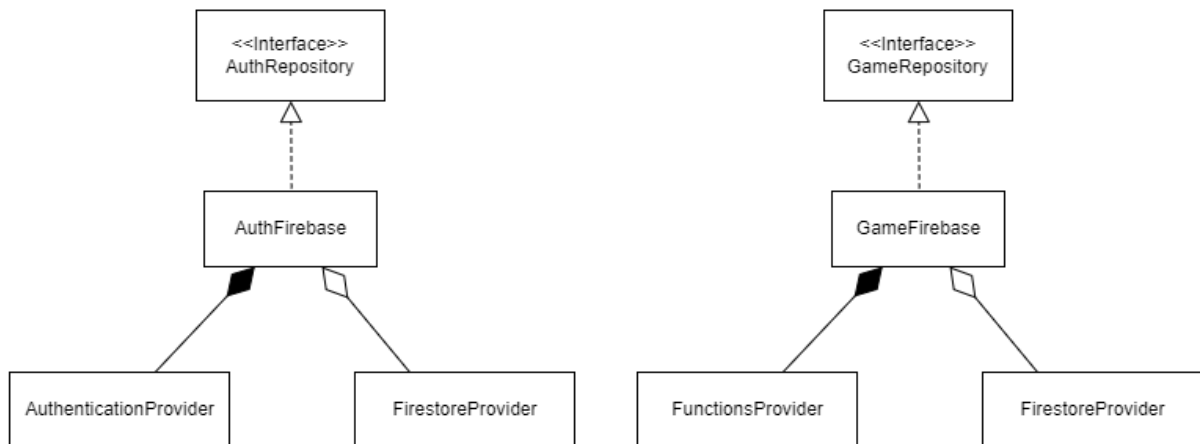 <<Interface>>
AuthRepository
<<Interface>>
GameRepository
AuthFirebase
GameFirebase
AuthenticationProvider
FirestoreProvider
FunctionsProvider
FirestoreProvider